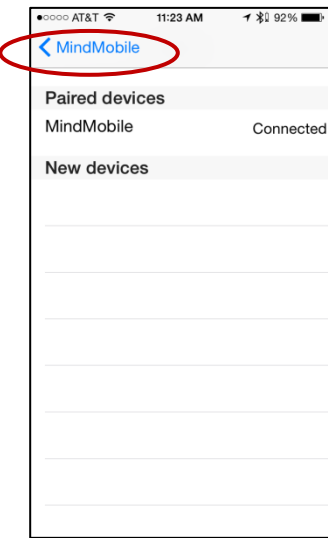 AT&T 11:23 AM 92%
MindMobile
Paired devices
MindMobile Connected
New devices